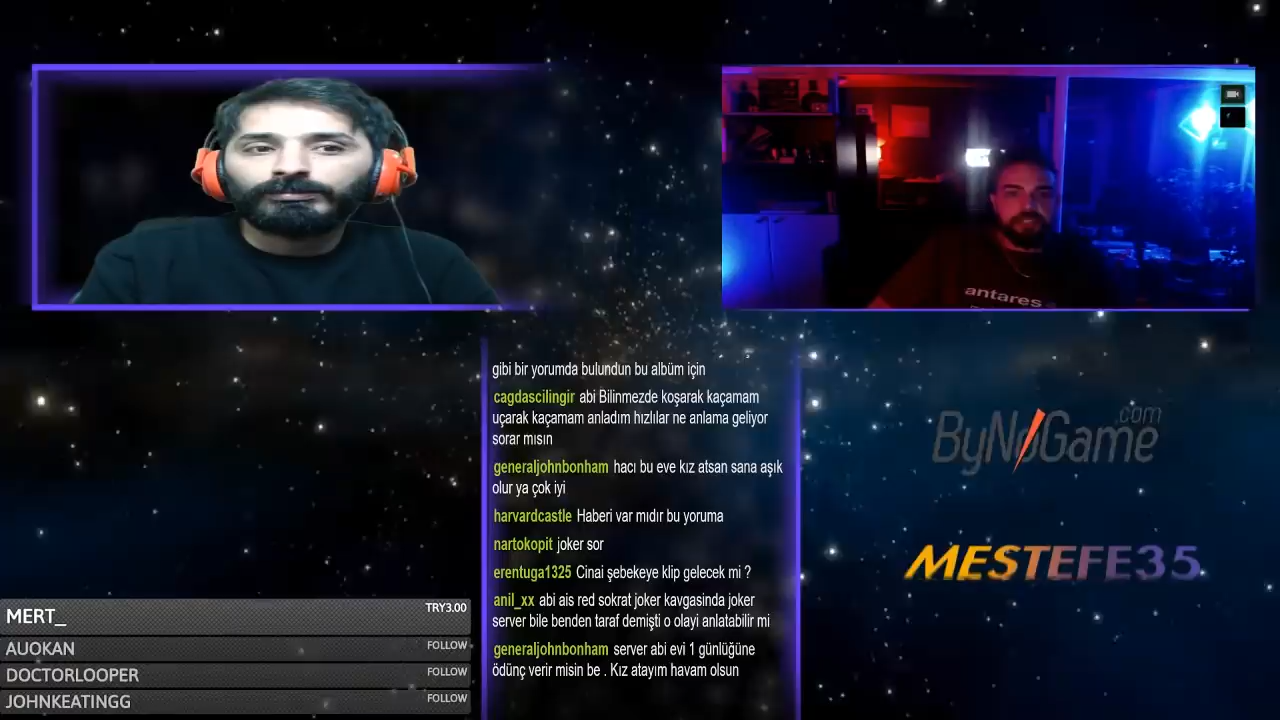 antares
gibi bir yorumda bulundun bu albüm için
cagdascilingir abi Bilinmezde koşarak kaçamam
uçarak kaçamam anladım hızlılar ne anlama geliyor
sorar mısın
generaljohnbonham hacı bu eve kız atsan sana aşık
olur ya çok iyi
harvardcastle Haberi var mıdır bu yoruma
nartokopit joker sor
erentuga1325 Cinai şebekeye klip gelecek mi ?
anil_xx abi ais red sokrat joker kavgasinda joker
server bile benden taraf demişti o olayi anlatabilir mi
generaljohnbonham server abi evi 1 günlüğüne
ödünç verir misin be . Kız atayım havam olsun
ByNoGame.com
MESTEFE35
MERT_ TRY3.00
AUOKAN FOLLOW
DOCTORLOOPER FOLLOW
JOHNKEATINGG FOLLOW